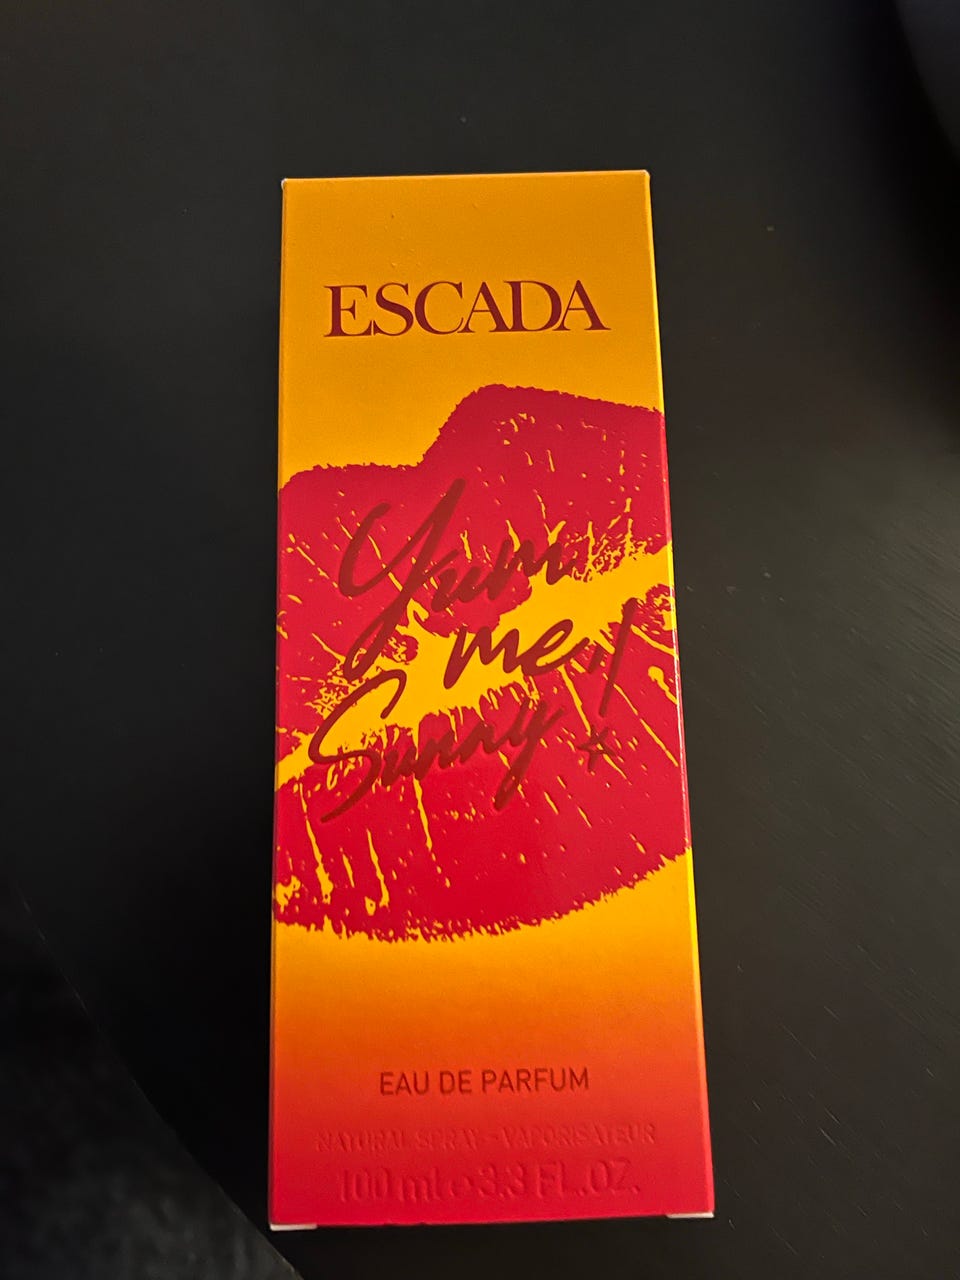 ESCADA
Yum
me!
Sunny
EAU DE PARFUM
NATURAL SPRAY - VAPORISATEUR
100 ml e 3.3 FL.OZ.